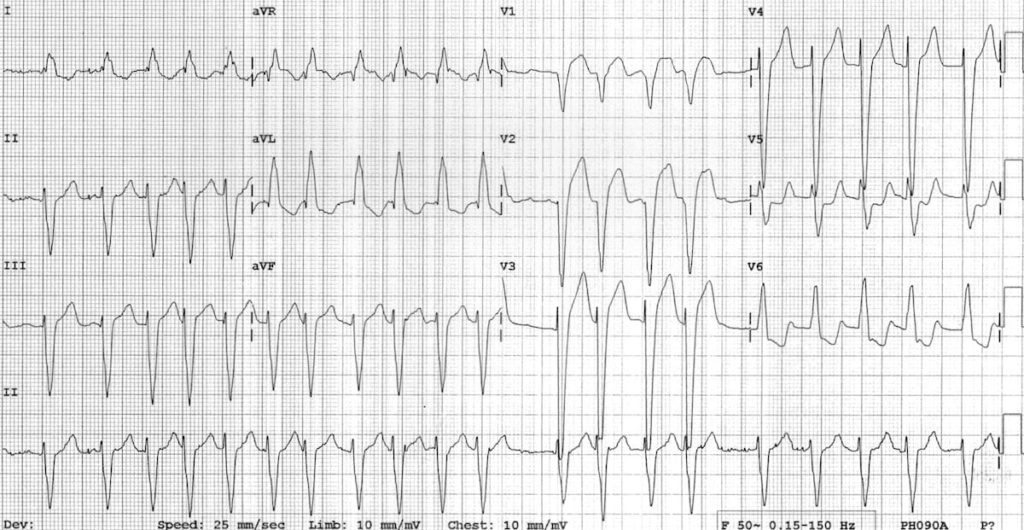 I aVR V1 V4
II aVL V2 V5
III aVF V3 V6
II
Dev: Speed: 25 mm/sec Limb: 10 mm/mV Chest: 10 mm/mV F 50~ 0.15-150 Hz PH090A P?